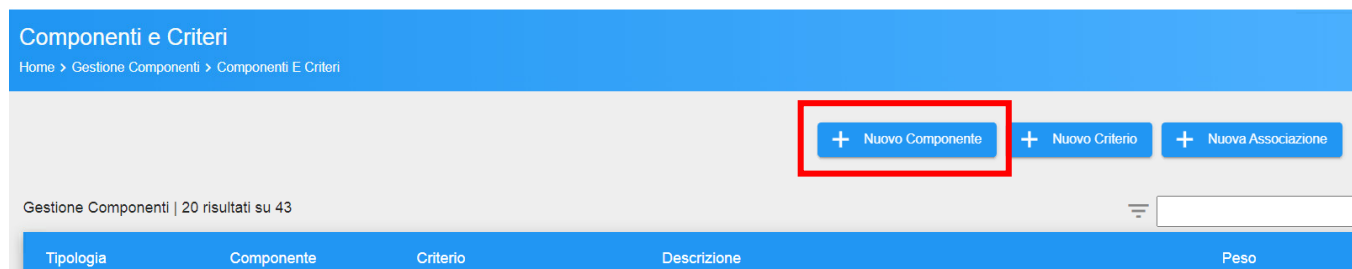 Componenti e Criteri
Home > Gestione Componenti > Componenti E Criteri
+ Nuovo Componente + Nuovo Criterio + Nuova Associazione
Gestione Componenti | 20 risultati su 43
Tipologia Componente Criterio Descrizione Peso